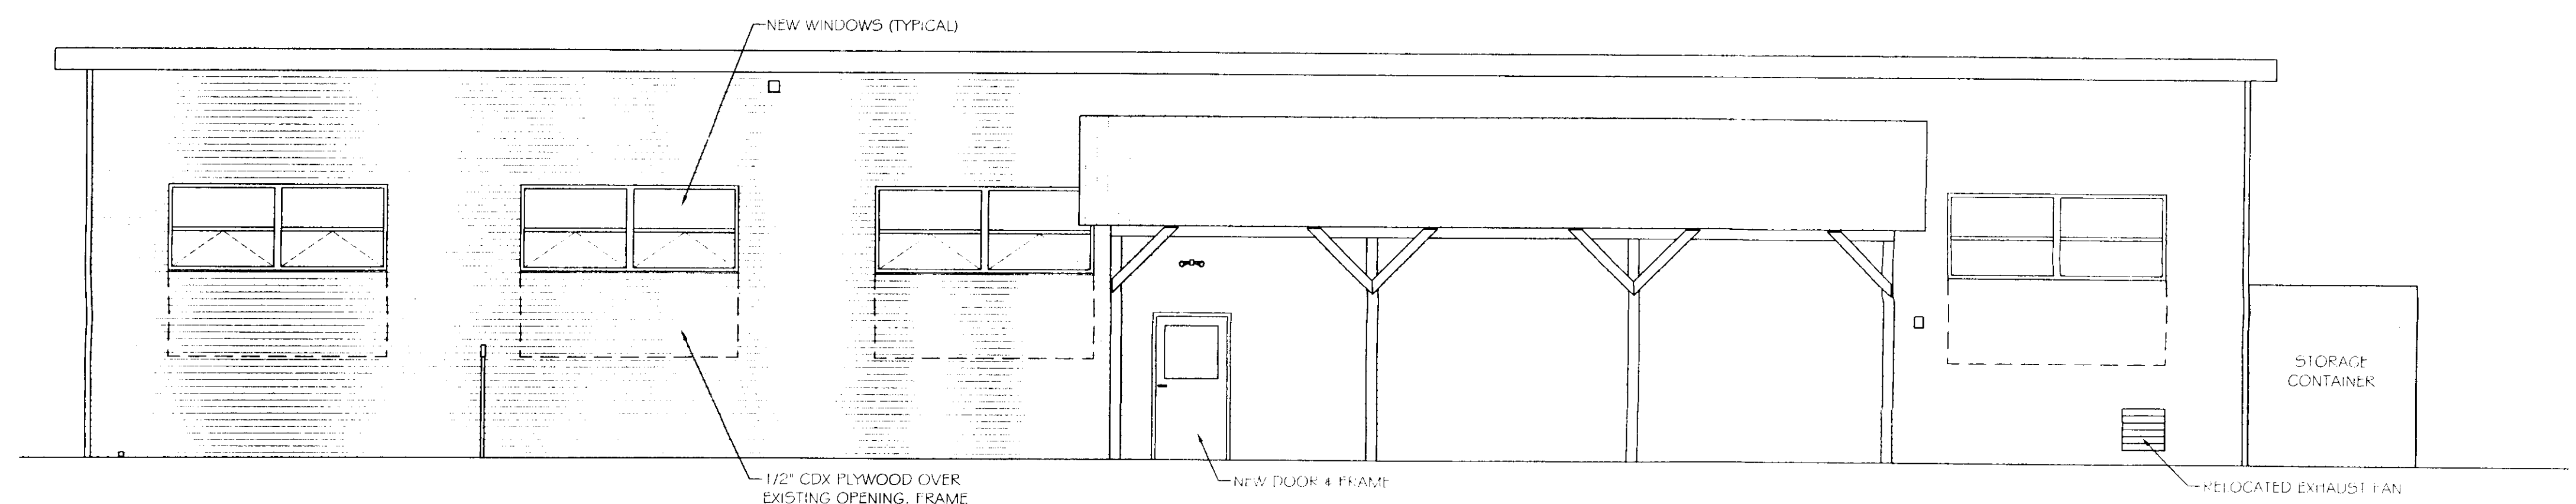 NEW WINDOWS (TYPICAL)
STORAGE
CONTAINER
1/2" CDX PLYWOOD OVER
EXISTING OPENING, FRAME
NEW DOOR & FRAME
RELOCATED EXHAUST FAN